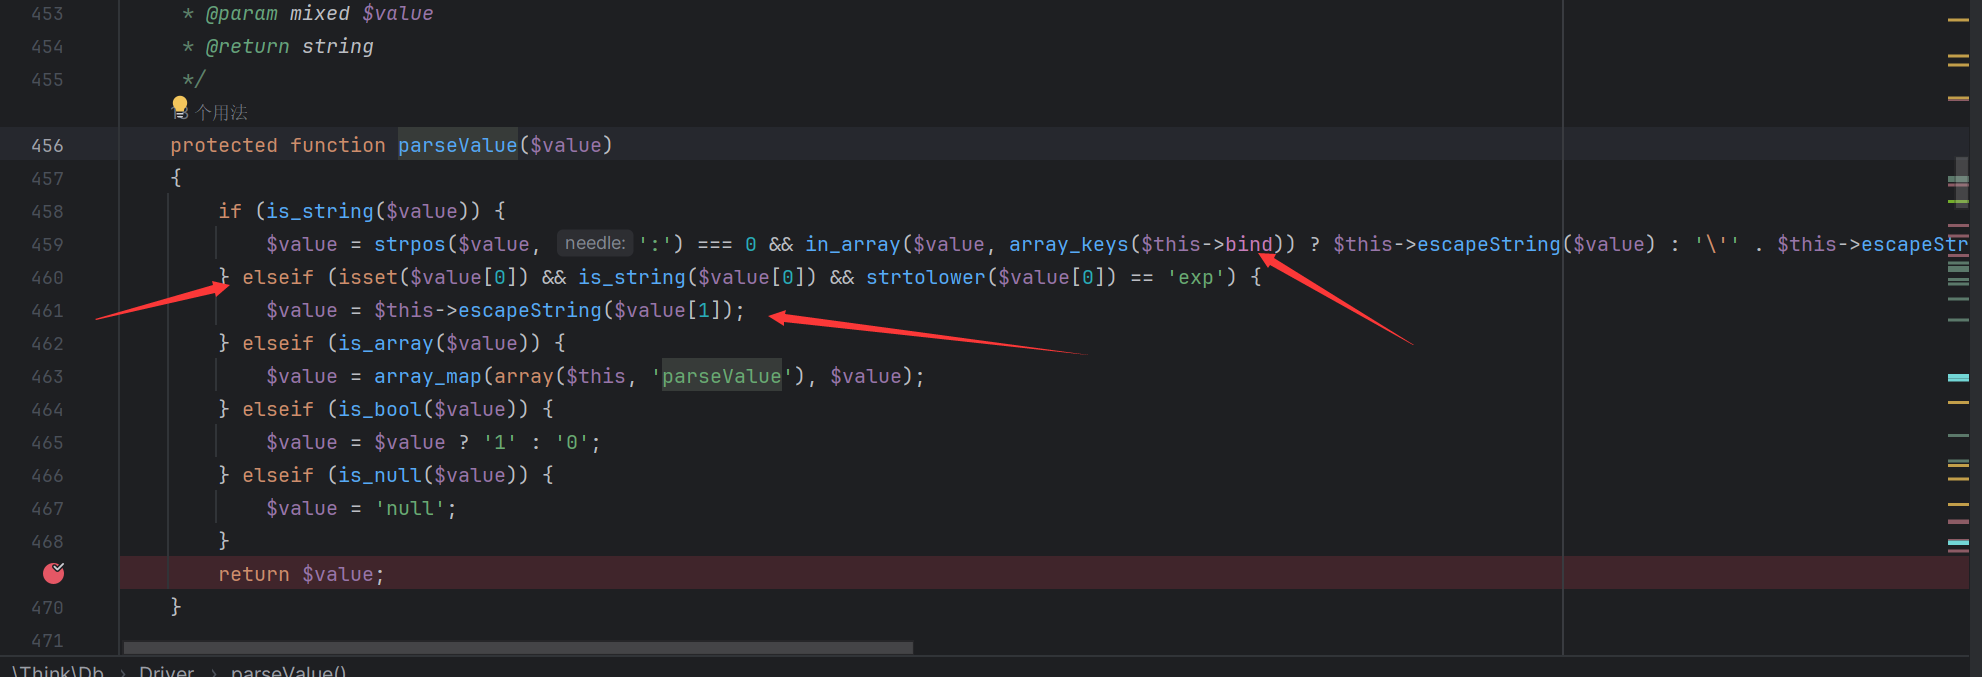 453 * @param mixed $value
454 * @return string
455 */
个用法
456 protected function parseValue($value)
457 {
458 if (is_string($value)) {
459 $value = strpos($value, needle: ':') === 0 && in_array($value, array_keys($this->bind)) ? $this->escapeString($value) : '\'' . $this->escapeStr
460 } elseif (isset($value[0]) && is_string($value[0]) && strtolower($value[0]) == 'exp') {
461 $value = $this->escapeString($value[1]);
462 } elseif (is_array($value)) {
463 $value = array_map(array($this, 'parseValue'), $value);
464 } elseif (is_bool($value)) {
465 $value = $value ? '1' : '0';
466 } elseif (is_null($value)) {
467 $value = 'null';
468 }
return $value;
470 }
471
\Think\Db › Driver › parseValue()